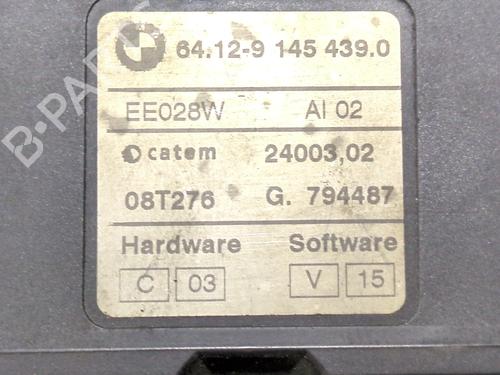 64.12-9 145 439.0
EE028W AI 02
catem 24003,02
08T276 G. 794487
Hardware Software
C 03 V 15
B-PARTS